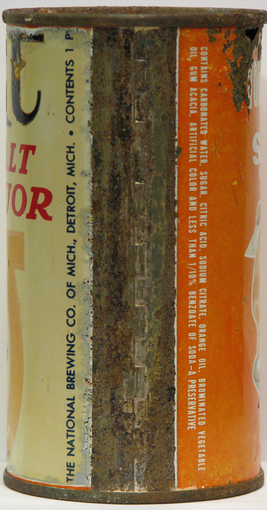 LT
THE NATIONAL BREWING CO. OF MICH., DETROIT, MICH. • CONTENTS 1
CONTAINS CARBONATED WATER, SUGAR, CITRIC ACID, SODIUM CITRATE, ORANGE OIL, BROMINATED VEGETABLE
OIL, GUM ACACIA, ARTIFICIAL COLOR AND LESS THAN 1/10% BENZOATE OF SODA-A PRESERVATIVE